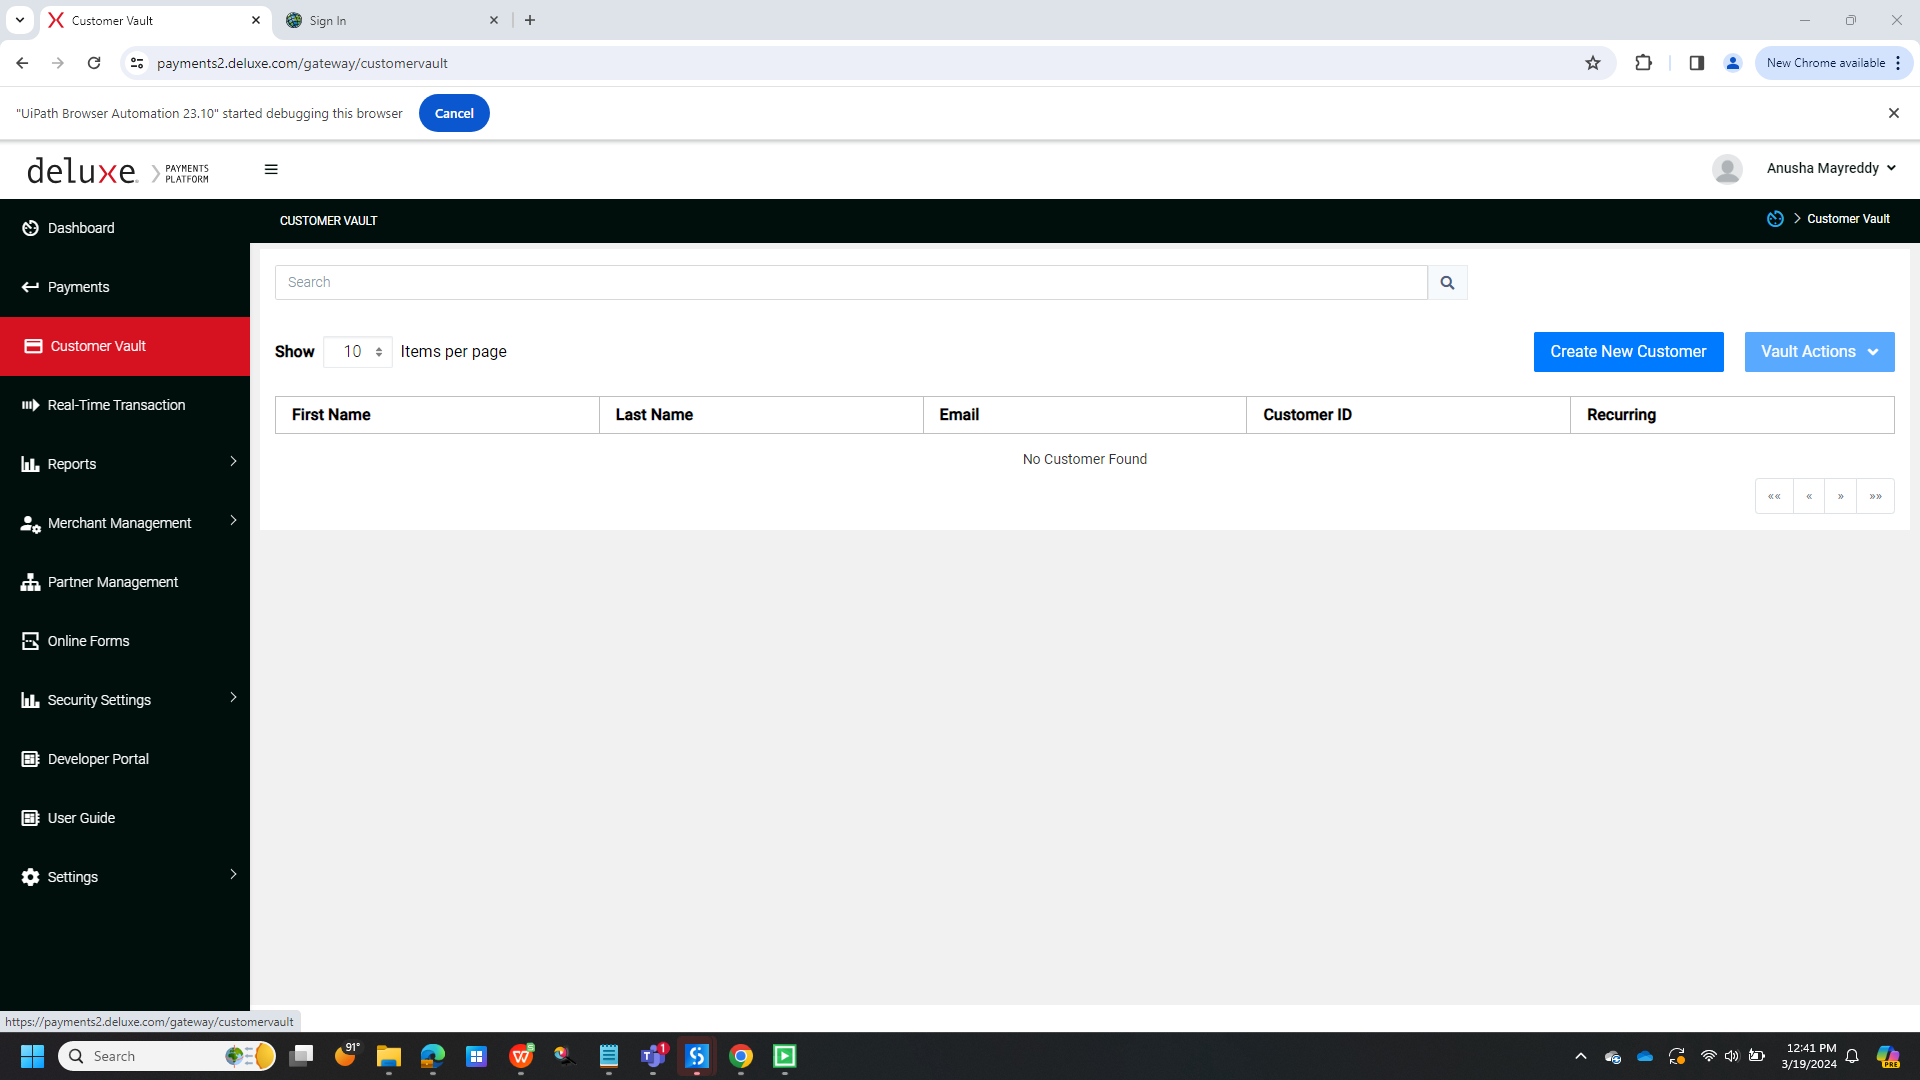 Customer Vault
Sign In
payments2.deluxe.com/gateway/customervault
New Chrome available
"UiPath Browser Automation 23.10" started debugging this browser
Cancel
deluxe
PAYMENTS
PLATFORM
Anusha Mayreddy
Dashboard
CUSTOMER VAULT
Customer Vault
Payments
Search
Customer Vault
Show 10 Items per page
Create New Customer
Vault Actions
Real-Time Transaction
First Name Last Name Email Customer ID Recurring
No Customer Found
Reports
«« « » »»
Merchant Management
Partner Management
Online Forms
Security Settings
Developer Portal
User Guide
Settings
https://payments2.deluxe.com/gateway/customervault
Search
91°
1
12:41 PM
3/19/2024
PRE